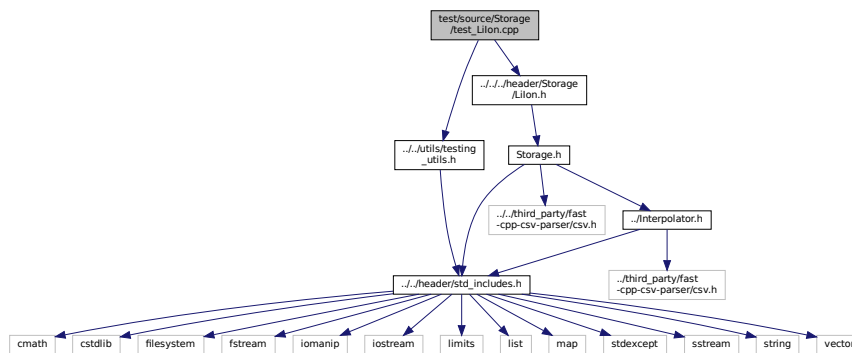 test/source/Storage
/test_LiIon.cpp
../../../header/Storage
/LiIon.h
../../utils/testing
_utils.h
Storage.h
../../third_party/fast
-cpp-csv-parser/csv.h
../Interpolator.h
../third_party/fast
-cpp-csv-parser/csv.h
../../header/std_includes.h
cmath
cstdlib
filesystem
fstream
iomanip
iostream
limits
list
map
stdexcept
sstream
string
vector